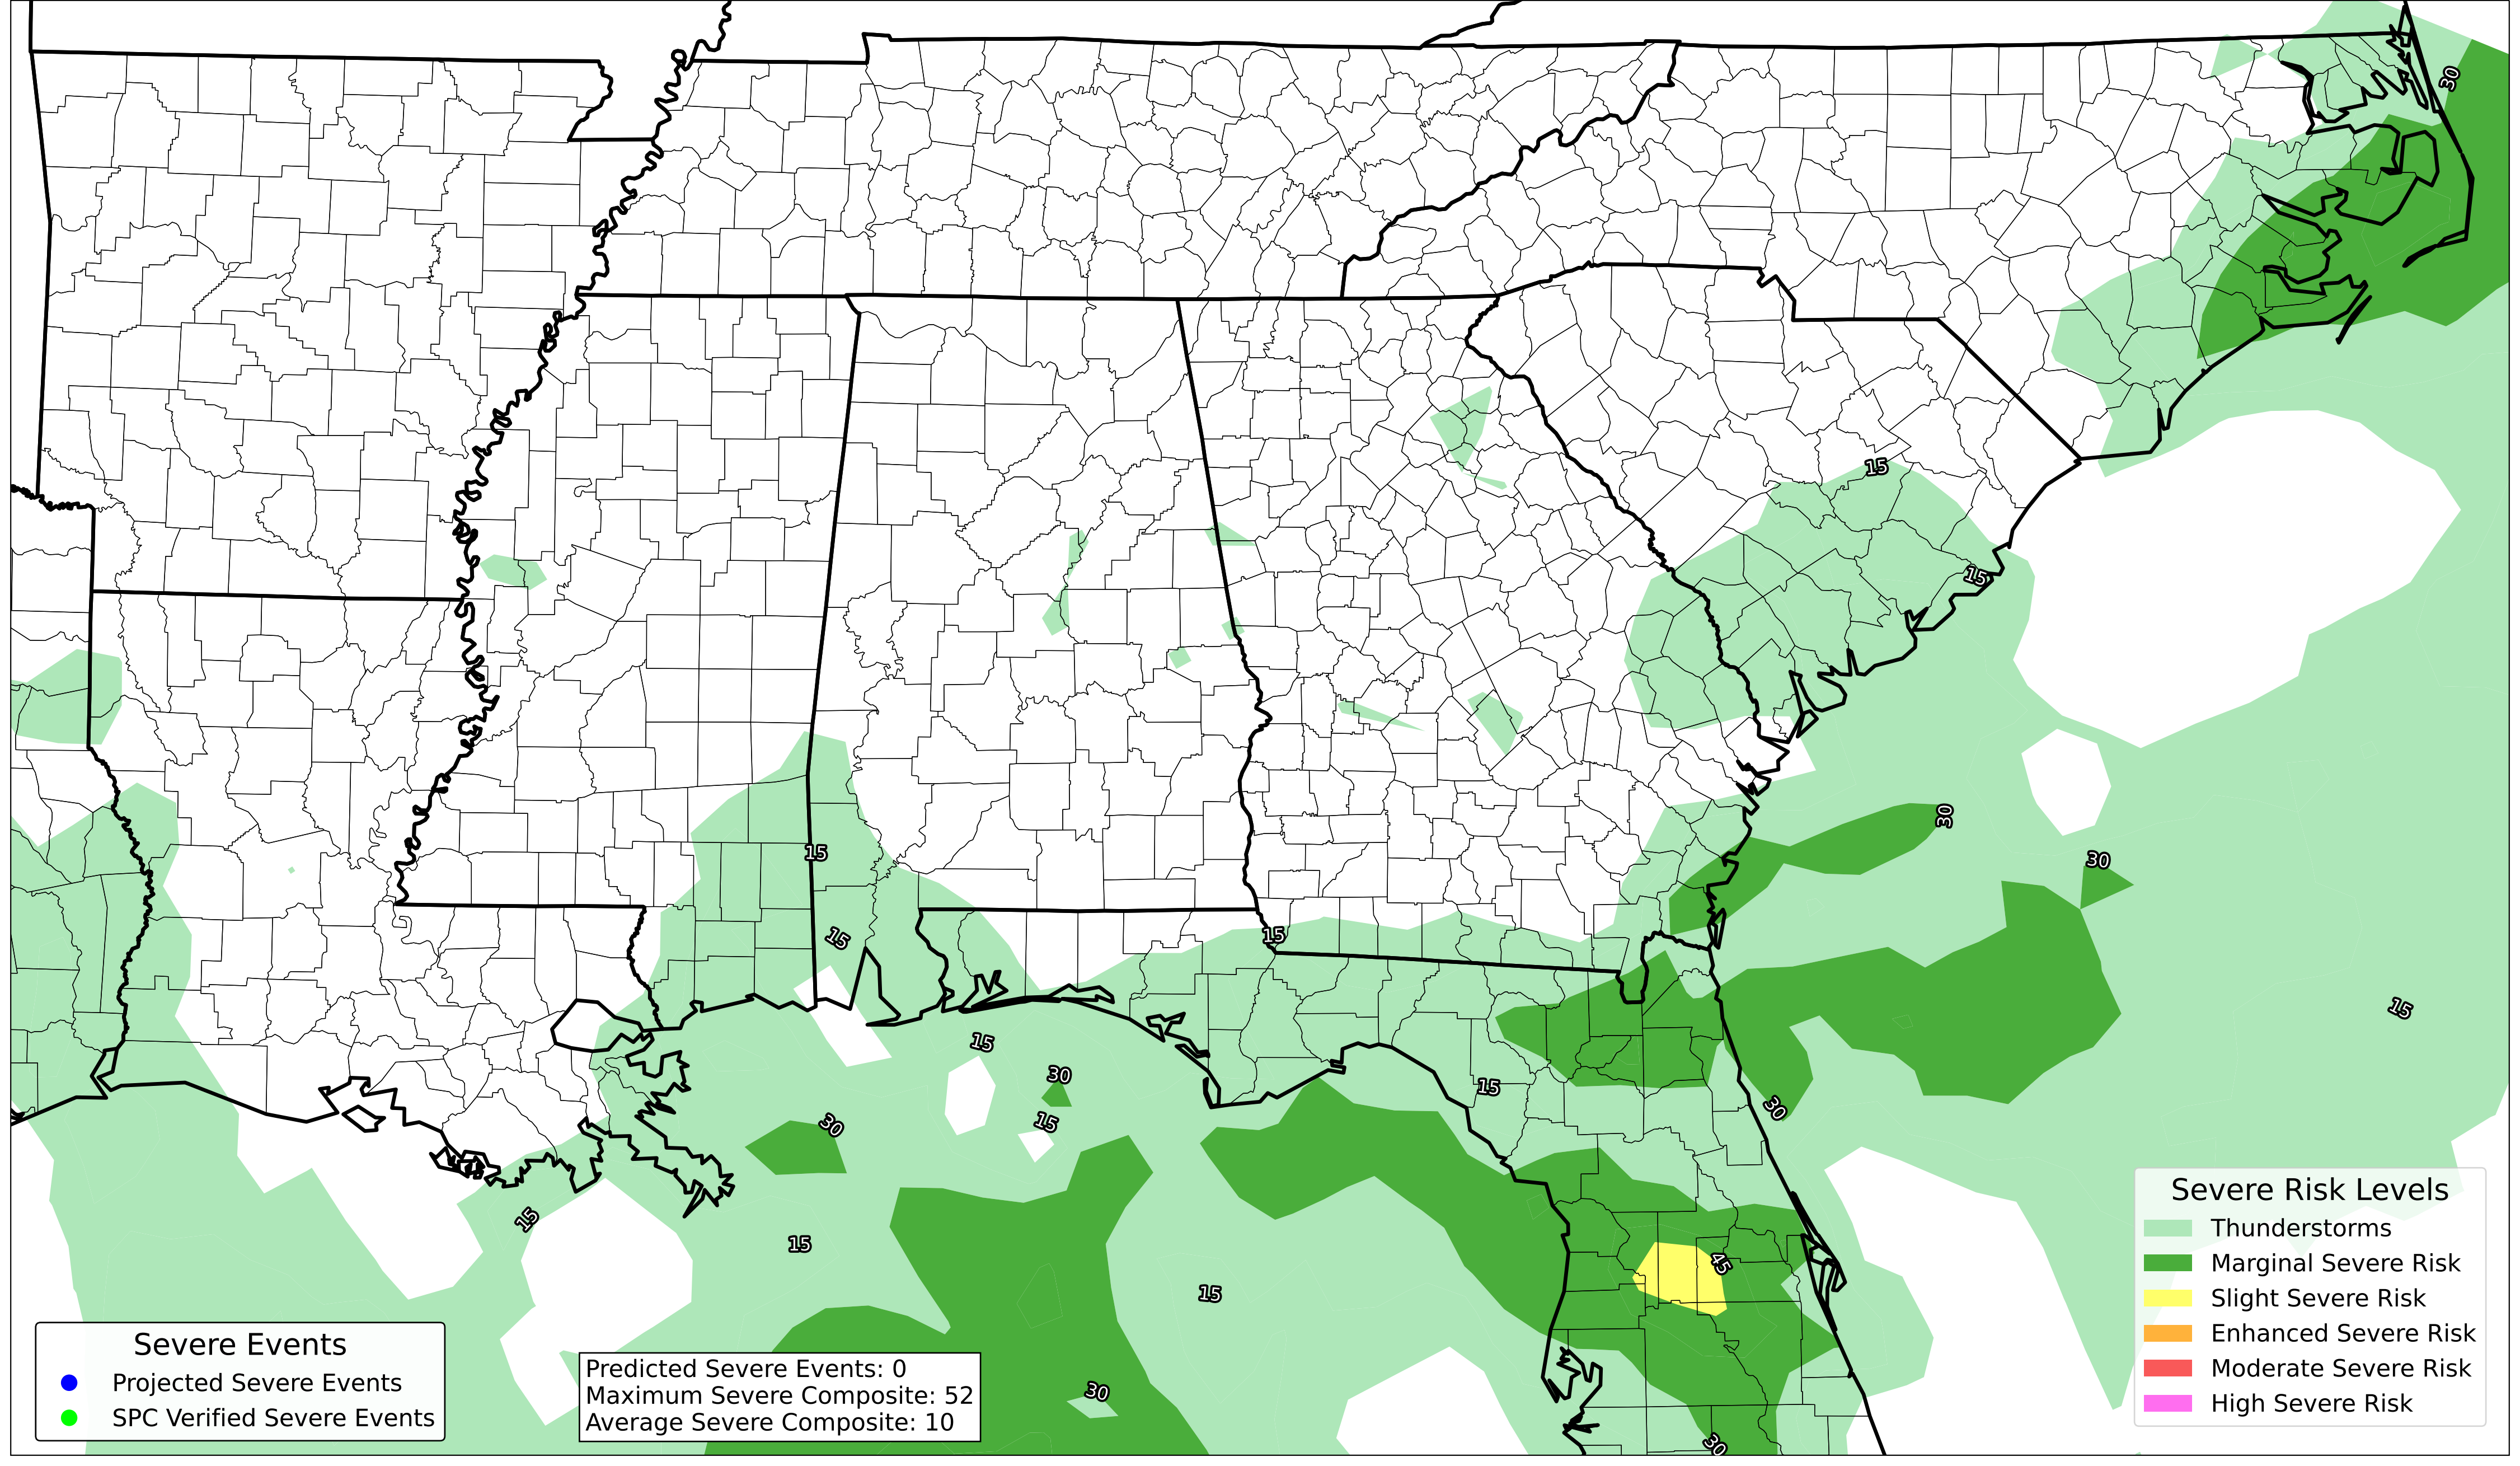 30
15
15
30
15
30
15
15
15
15
30
15
30
15
30
15
15
45
15
30
30
Severe Risk Levels
Thunderstorms
Marginal Severe Risk
Slight Severe Risk
Enhanced Severe Risk
Moderate Severe Risk
High Severe Risk
Severe Events
Projected Severe Events
SPC Verified Severe Events
Predicted Severe Events: 0
Maximum Severe Composite: 52
Average Severe Composite: 10